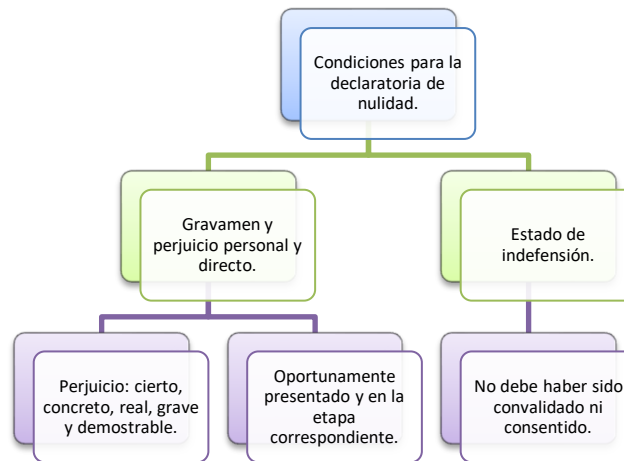 Condiciones para la
declaratoria de
nulidad.
Gravamen y
perjuicio personal y
directo.
Estado de
indefensión.
Perjuicio: cierto,
concreto, real, grave
y demostrable.
Oportunamente
presentado y en la
etapa
correspondiente.
No debe haber sido
convalidado ni
consentido.